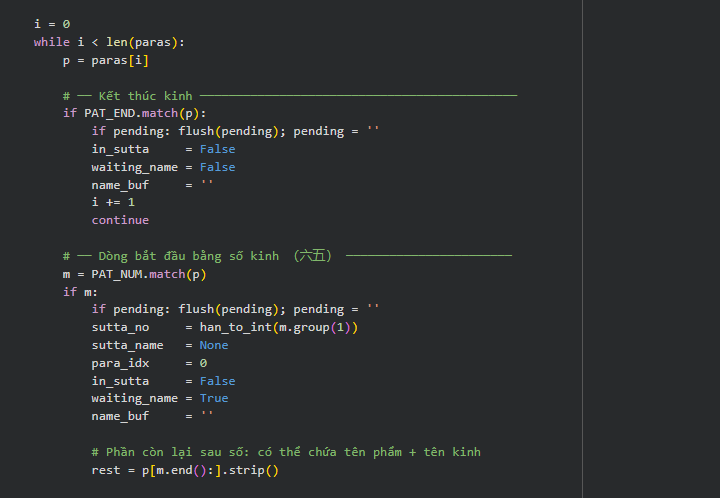 i = 0
while i < len(paras):
    p = paras[i]

    # ── Kết thúc kinh ────────────────────────────────────────────
    if PAT_END.match(p):
        if pending: flush(pending); pending = ''
        in_sutta     = False
        waiting_name = False
        name_buf     = ''
        i += 1
        continue

    # ── Dòng bắt đầu bằng số kinh （六五） ───────────────────────
    m = PAT_NUM.match(p)
    if m:
        if pending: flush(pending); pending = ''
        sutta_no     = han_to_int(m.group(1))
        sutta_name   = None
        para_idx     = 0
        in_sutta     = False
        waiting_name = True
        name_buf     = ''

        # Phần còn lại sau số: có thể chứa tên phẩm + tên kinh
        rest = p[m.end():].strip()